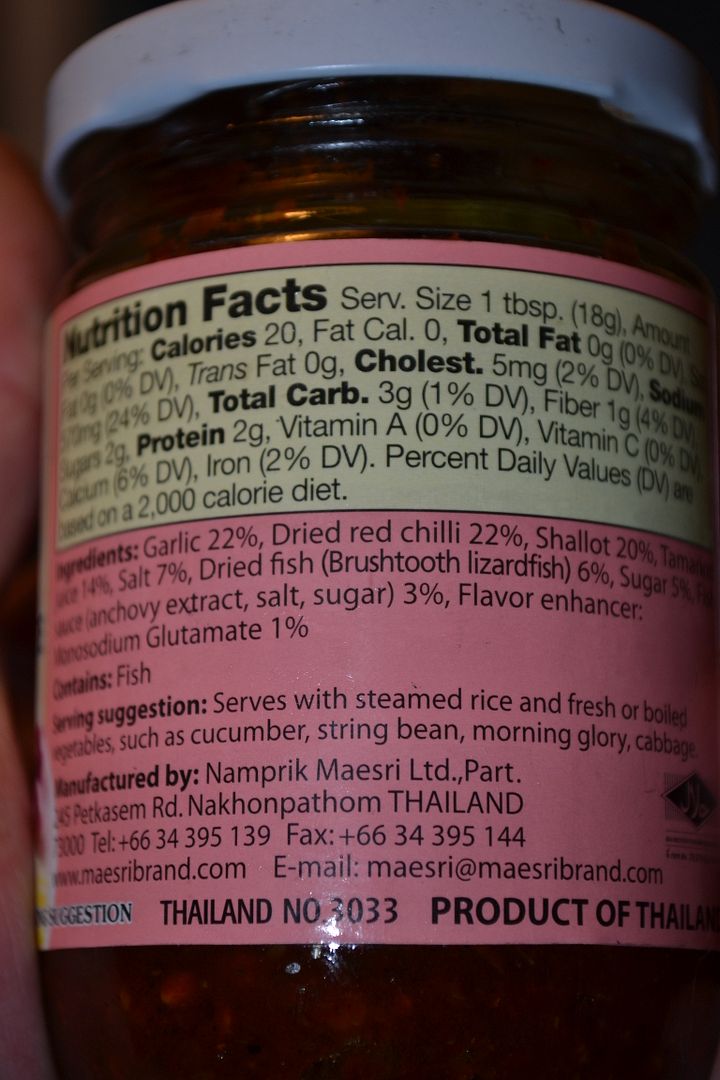 Nutrition Facts Serv. Size 1 tbsp. (18g), Amount
Per Serving: Calories 20, Fat Cal. 0, Total Fat 0g (0% DV),
Fat 0g (0% DV), Trans Fat 0g, Cholest. 5mg (2% DV), Sodium
(24% DV), Total Carb. 3g (1% DV), Fiber 1g (4% DV),
Sugars 2g, Protein 2g, Vitamin A (0% DV), Vitamin C (0% DV),
Calcium (6% DV), Iron (2% DV). Percent Daily Values (DV) are
based on a 2,000 calorie diet.
Ingredients: Garlic 22%, Dried red chilli 22%, Shallot 20%,
14%, Salt 7%, Dried fish (Brushtooth lizardfish) 6%, Sugar 5%,
sauce (anchovy extract, salt, sugar) 3%, Flavor enhancer:
Monosodium Glutamate 1%
Contains: Fish
Serving suggestion: Serves with steamed rice and fresh or boiled
vegetables, such as cucumber, string bean, morning glory, cabbage.
Manufactured by: Namprik Maesri Ltd.,Part.
Petkasem Rd. Nakhonpathom THAILAND
Tel: +66 34 395 139 Fax: +66 34 395 144
www.maesribrand.com E-mail: maesri@maesribrand.com
SUGGESTION THAILAND NO.3033 PRODUCT OF THAILAN